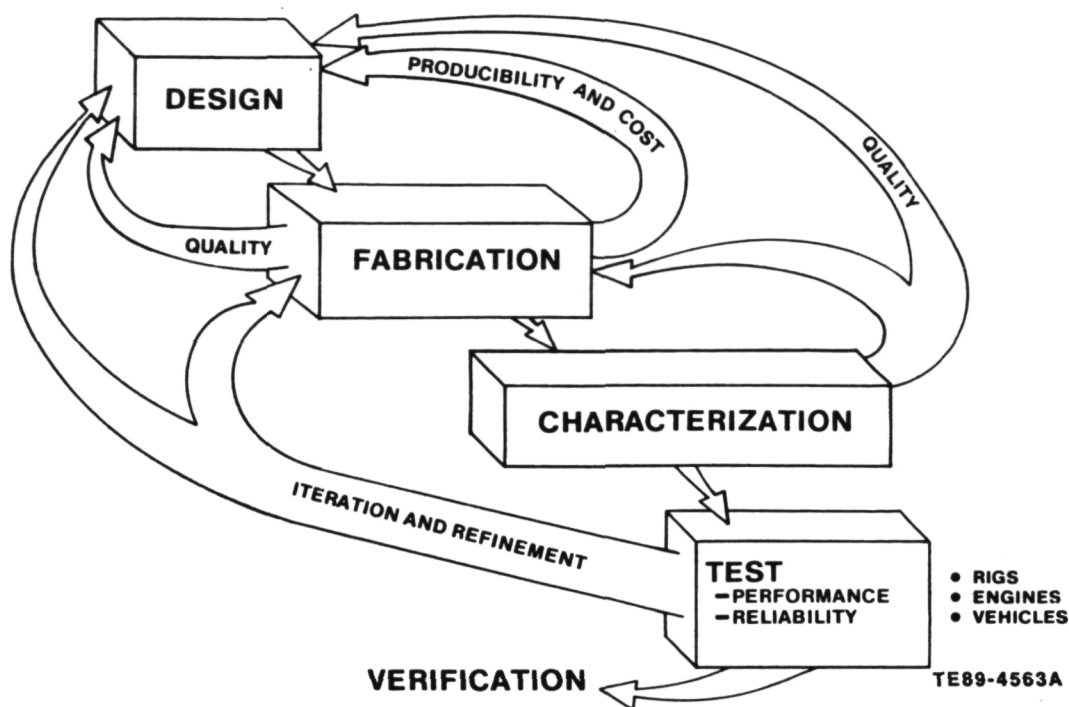 DESIGN
PRODUCIBILITY AND COST
QUALITY
QUALITY
FABRICATION
CHARACTERIZATION
ITERATION AND REFINEMENT
TEST
–PERFORMANCE
–RELIABILITY
• RIGS
• ENGINES
• VEHICLES
VERIFICATION
TE89-4563A